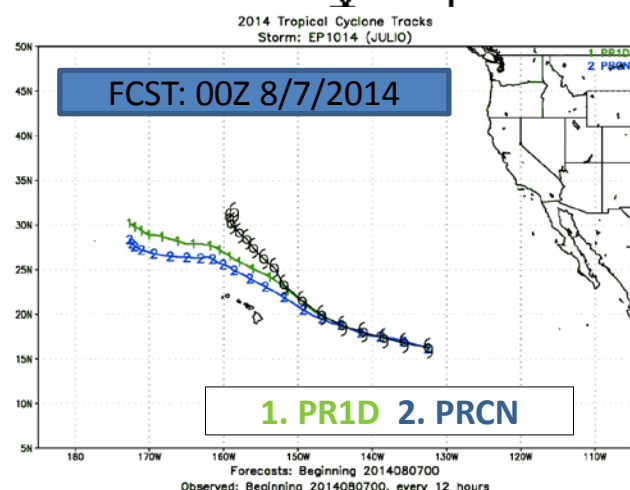 2014 Tropical Cyclone Tracks
Storm: EP1014 (JULIO)
50N
1 PR1D
2 PRCN
FCST: 00Z 8/7/2014
45N
40N
35N
30N
25N
20N
15N
1. PR1D 2. PRCN
5N
180 170W 160W 150W 140W 130W 120W 110W
Forecasts: Beginning 2014080700
Observed: Beginning 2014080700, every 12 hours